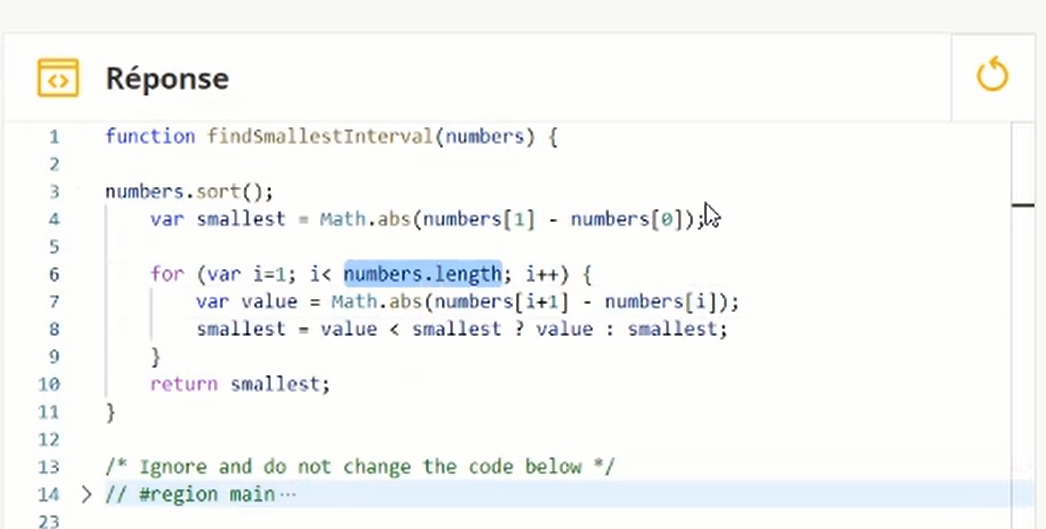 Réponse
1 function findSmallestInterval(numbers) {
2
3 numbers.sort();
4 var smallest = Math.abs(numbers[1] - numbers[0]);
5
6 for (var i=1; i< numbers.length; i++) {
7 var value = Math.abs(numbers[i+1] - numbers[i]);
8 smallest = value < smallest ? value : smallest;
9 }
10 return smallest;
11 }
12
13 /* Ignore and do not change the code below */
14 // #region main ···
23